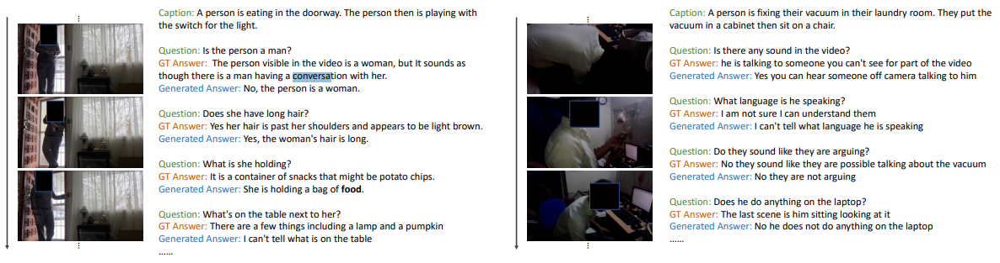 Caption: A person is eating in the doorway. The person then is playing with
the switch for the light.
Question: Is the person a man?
GT Answer: The person visible in the video is a woman, but It sounds as
though there is a man having a conversation with her.
Generated Answer: No, the person is a woman.
Question: Does she have long hair?
GT Answer: Yes her hair is past her shoulders and appears to be light brown.
Generated Answer: Yes, the woman's hair is long.
Question: What is she holding?
GT Answer: It is a container of snacks that might be potato chips.
Generated Answer: She is holding a bag of food.
Question: What's on the table next to her?
GT Answer: There are a few things including a lamp and a pumpkin
Generated Answer: I can't tell what is on the table
......
Caption: A person is fixing their vacuum in their laundry room. They put the
vacuum in a cabinet then sit on a chair.
Question: Is there any sound in the video?
GT Answer: he is talking to someone you can't see for part of the video
Generated Answer: Yes you can hear someone off camera talking to him
Question: What language is he speaking?
GT Answer: I am not sure I can understand them
Generated Answer: I can't tell what language he is speaking
Question: Do they sound like they are arguing?
GT Answer: No they sound like they are possible talking about the vacuum
Generated Answer: No they are not arguing
Question: Does he do anything on the laptop?
GT Answer: The last scene is him sitting looking at it
Generated Answer: No he does not do anything on the laptop
......